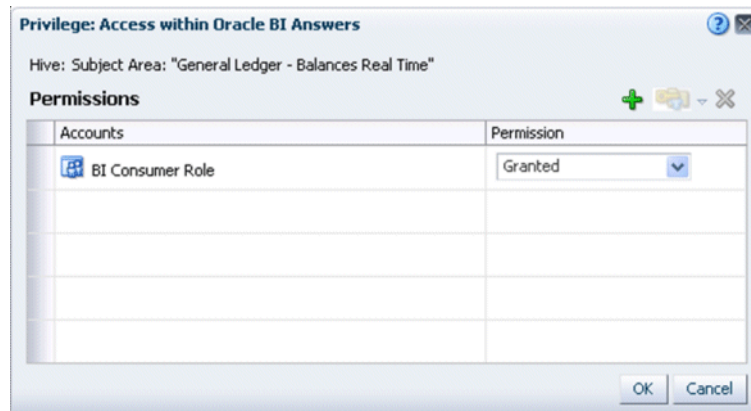 Privilege: Access within Oracle BI Answers
Hive: Subject Area: "General Ledger - Balances Real Time"
Permissions
Accounts Permission
BI Consumer Role Granted
OK Cancel